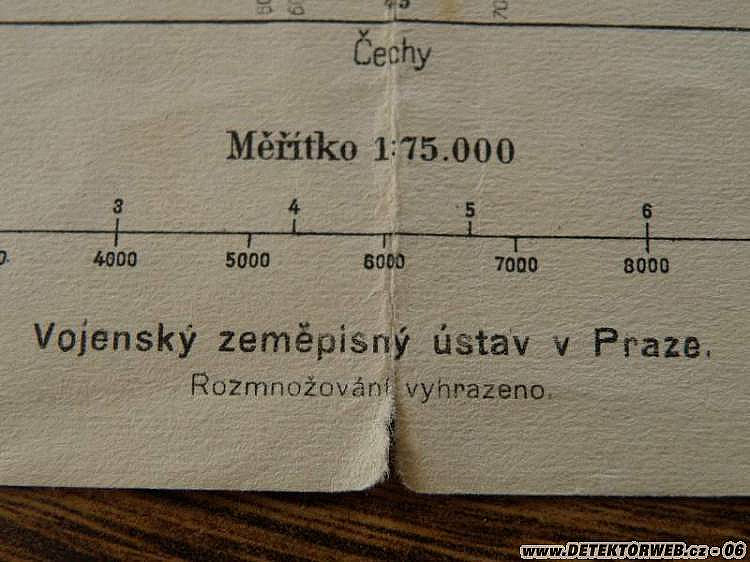 Čechy
Měřítko 1:75.000
3 4 5 6
4000 5000 6000 7000 8000
Vojenský zeměpisný ústav v Praze.
Rozmnožování vyhrazeno.
www.DETEKTORWEB.cz - 06